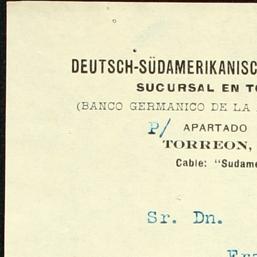 DEUTSCH-SÜDAMERIKANISC
SUCURSAL EN TO
(BANCO GERMANICO DE LA
P/ APARTADO
TORREON,
Cable: "Sudame
Sr. Dn.